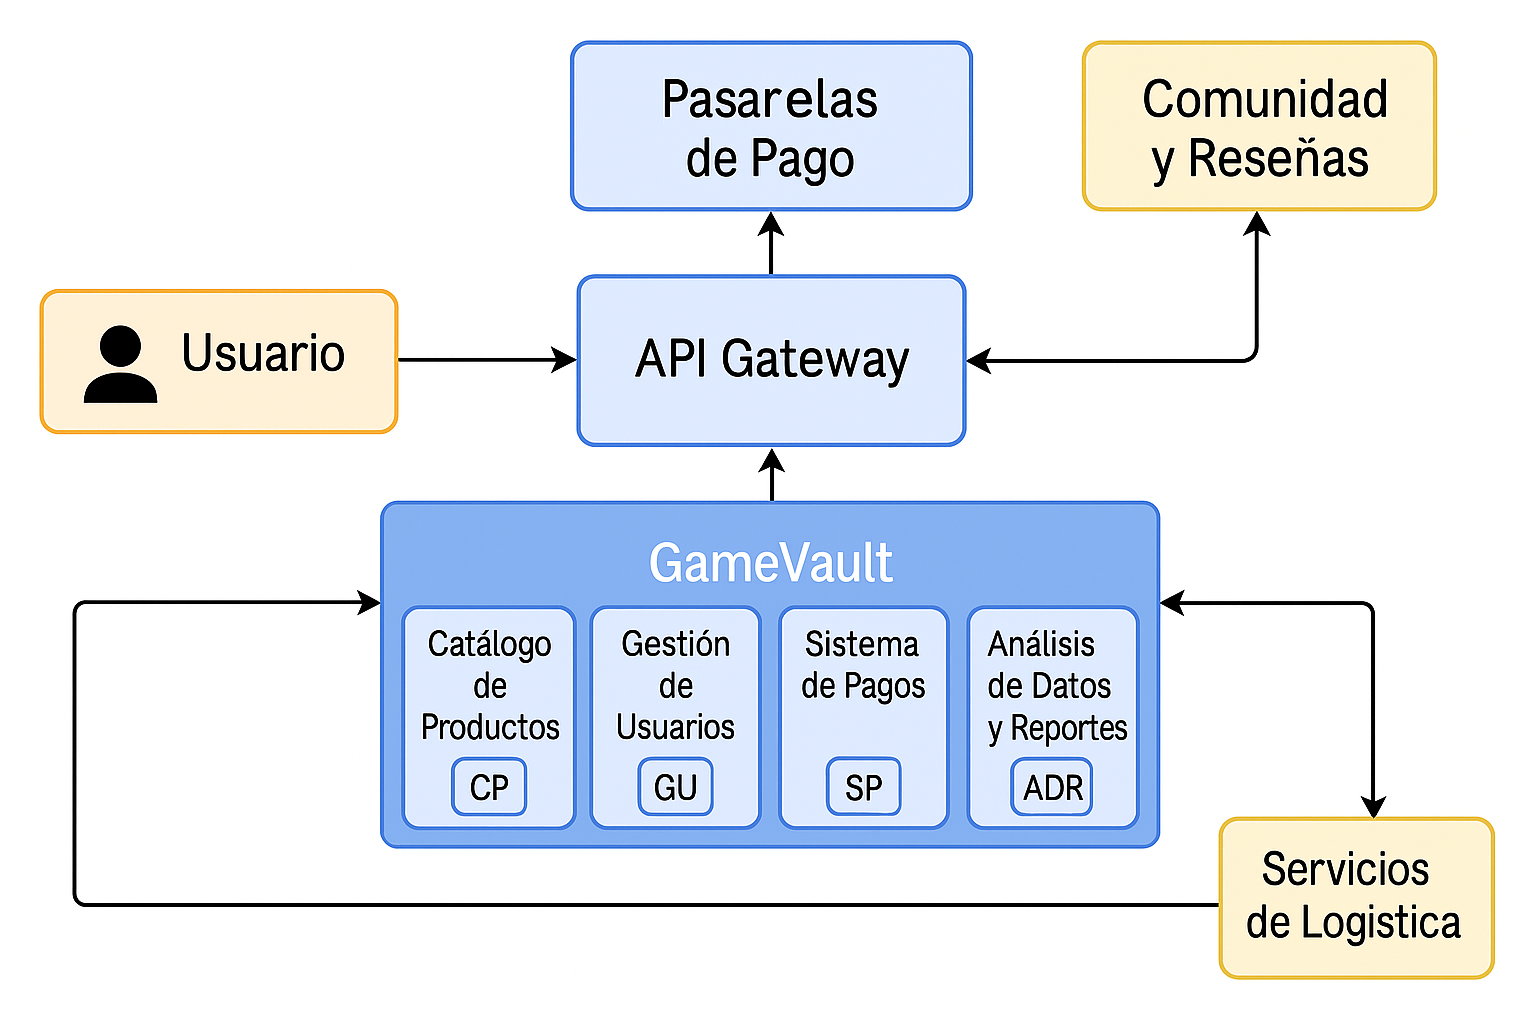 Pasarelas
de Pago
Comunidad
y Reseñas
Usuario
API Gateway
GameVault
Catálogo
de
Productos
CP
Gestión
de
Usuarios
GU
Sistema
de Pagos
SP
Análisis
de Datos
y Reportes
ADR
Servicios
de Logistica